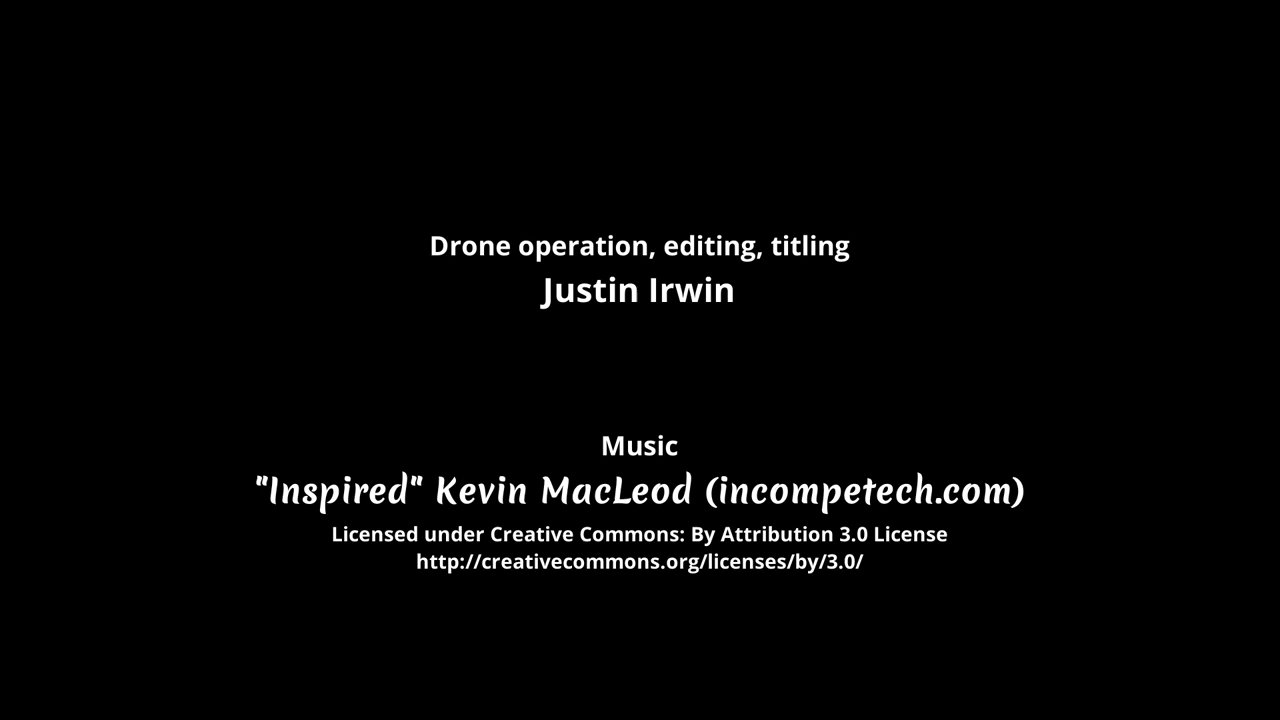 Drone operation, editing, titling
Justin Irwin
Music
"Inspired" Kevin MacLeod (incompetech.com)
Licensed under Creative Commons: By Attribution 3.0 License
http://creativecommons.org/licenses/by/3.0/